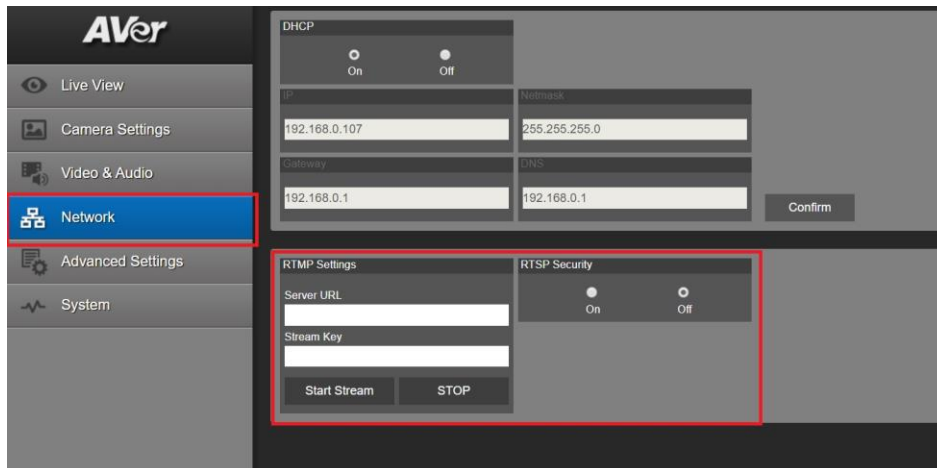 AVer
Live View
Camera Settings
Video & Audio
Network
Advanced Settings
System
DHCP
On Off
IP Netmask
192.168.0.107 255.255.255.0
Gateway DNS
192.168.0.1 192.168.0.1
Confirm
RTMP Settings RTSP Security
Server URL
On Off
Stream Key
Start Stream STOP